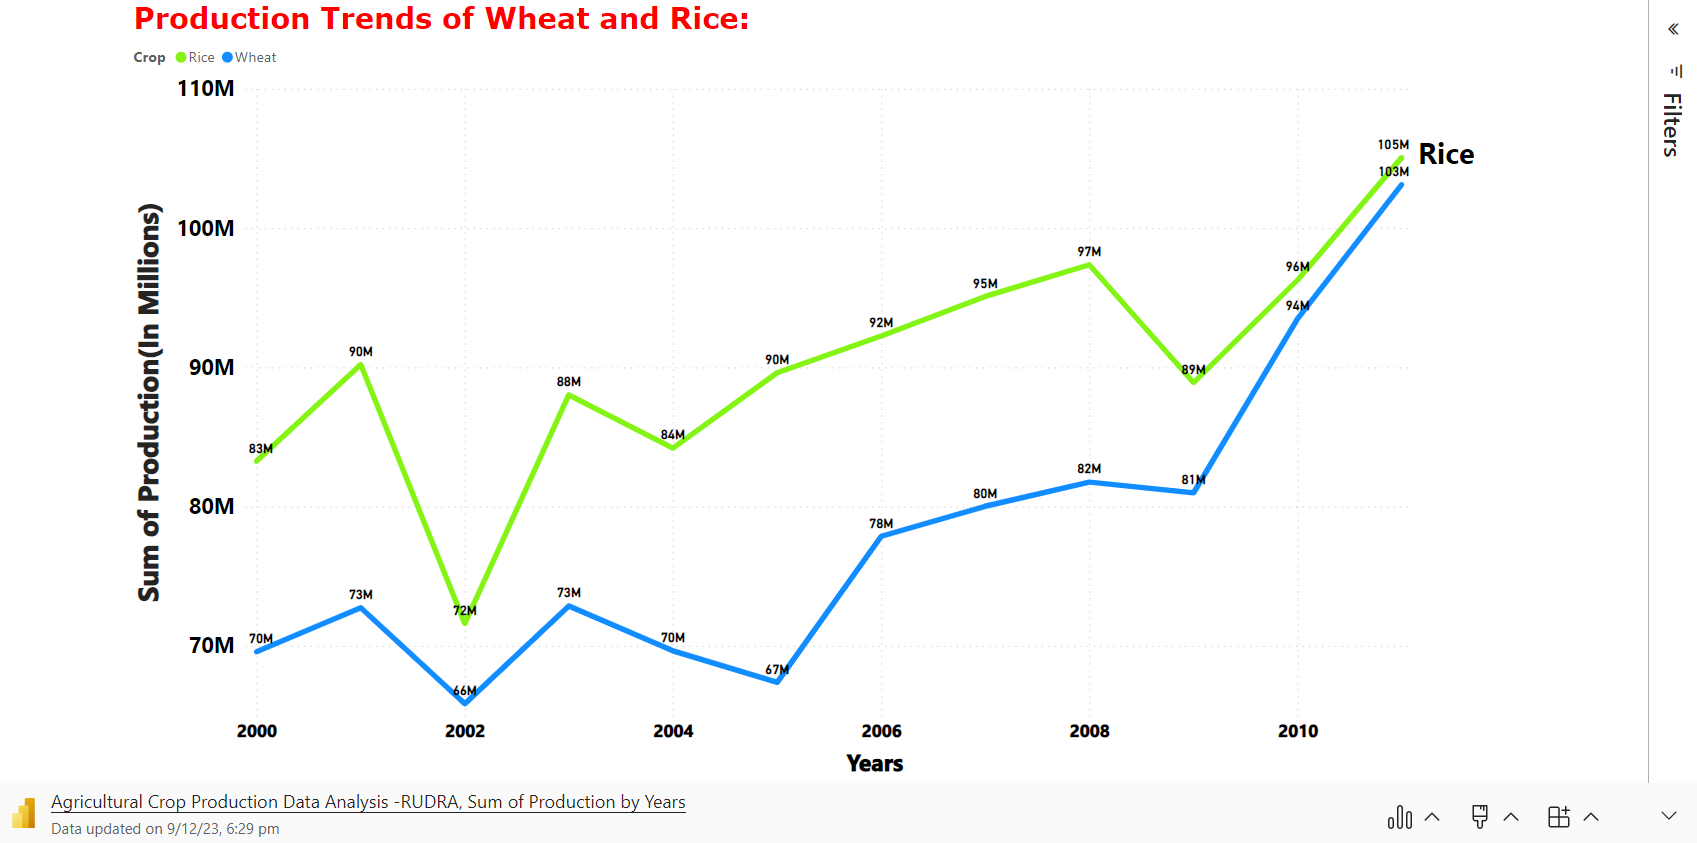 Production Trends of Wheat and Rice:
Crop Rice Wheat
110M
100M
90M
80M
70M
Sum of Production(In Millions)
83M
90M
72M
88M
84M
90M
92M
95M
97M
89M
96M
105M
Rice
70M
73M
66M
73M
70M
67M
78M
80M
82M
81M
94M
103M
2000
2002
2004
2006
2008
2010
Years
Filters
Agricultural Crop Production Data Analysis -RUDRA, Sum of Production by Years
Data updated on 9/12/23, 6:29 pm